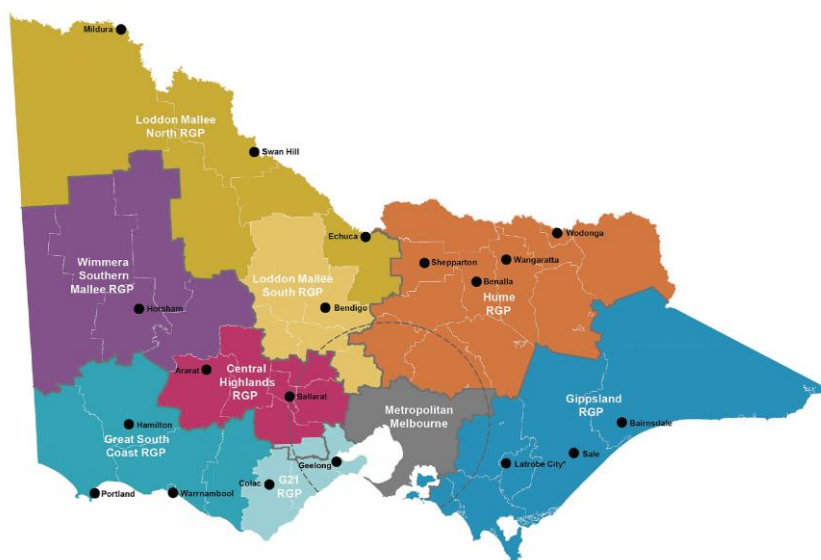 Mildura
Loddon Mallee
North RGP
Swan Hill
Echuca
Wodonga
Shepparton
Wangaratta
Benalla
Hume
RGP
Wimmera
Southern
Mallee RGP
Loddon Mallee
South RGP
Horsham
Bendigo
Ararat
Central
Highlands
RGP
Ballarat
Metropolitan
Melbourne
Gippsland
RGP
Bairnsdale
Hamilton
Great South
Coast RGP
Geelong
Latrobe City*
Sale
Colac
G21
RGP
Portland
Warrnambool